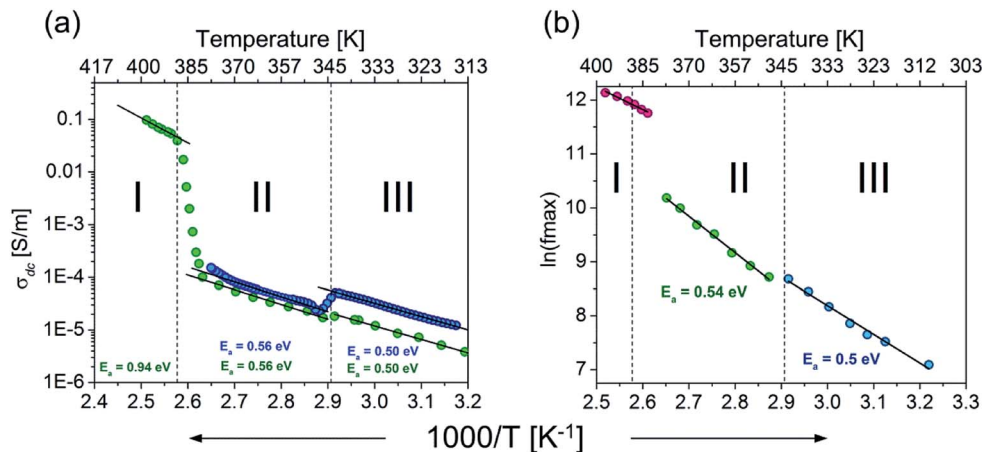 (a)
Temperature [K]
417 400 385 370 357 345 333 323 313
0.1
0.01
1E-3
1E-4
1E-5
1E-6
σdc [S/m]
I
II
III
Ea = 0.94 eV
Ea = 0.56 eV
Ea = 0.56 eV
Ea = 0.50 eV
Ea = 0.50 eV
2.4 2.5 2.6 2.7 2.8 2.9 3.0 3.1 3.2
(b)
Temperature [K]
400 385 370 357 345 333 323 312 303
12
11
10
9
8
7
ln(fmax)
I
II
III
Ea = 0.54 eV
Ea = 0.5 eV
2.5 2.6 2.7 2.8 2.9 3.0 3.1 3.2 3.3
1000/T [K-1]